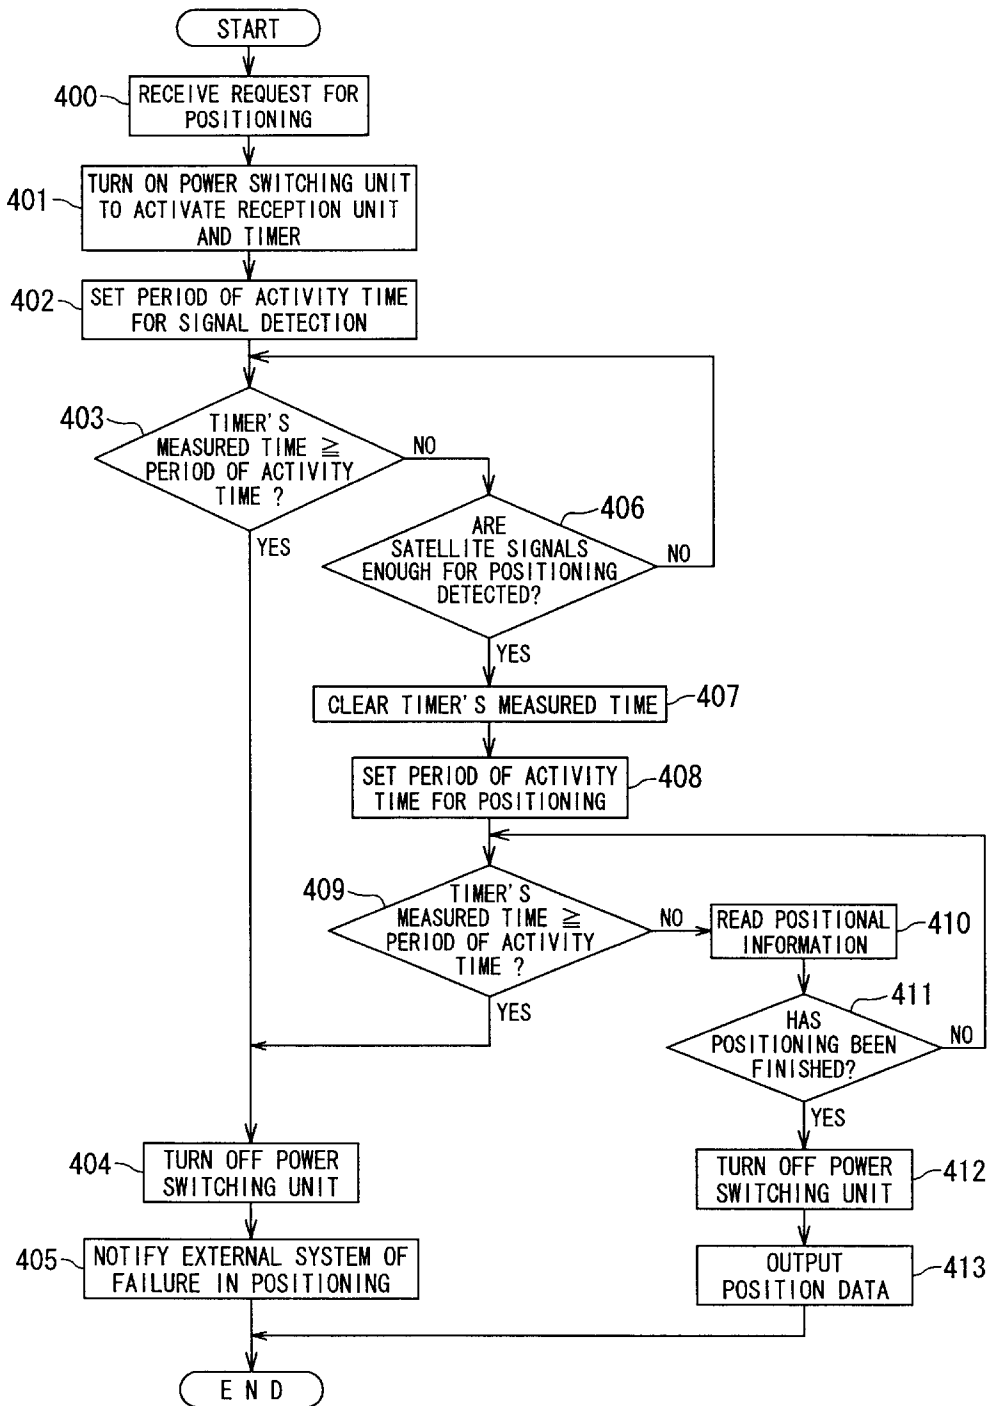 START
400
RECEIVE REQUEST FOR
POSITIONING
401
TURN ON POWER SWITCHING UNIT
TO ACTIVATE RECEPTION UNIT
AND TIMER
402
SET PERIOD OF ACTIVITY TIME
FOR SIGNAL DETECTION
403
TIMER'S
MEASURED TIME ≧
PERIOD OF ACTIVITY
TIME ?
NO
YES
406
ARE
SATELLITE SIGNALS
ENOUGH FOR POSITIONING
DETECTED?
NO
YES
CLEAR TIMER'S MEASURED TIME
407
SET PERIOD OF ACTIVITY
TIME FOR POSITIONING
408
409
TIMER'S
MEASURED TIME ≧
PERIOD OF ACTIVITY
TIME ?
NO
YES
READ POSITIONAL
INFORMATION
410
411
HAS
POSITIONING BEEN
FINISHED?
NO
YES
404
TURN OFF POWER
SWITCHING UNIT
TURN OFF POWER
SWITCHING UNIT
412
405
NOTIFY EXTERNAL SYSTEM OF
FAILURE IN POSITIONING
OUTPUT
POSITION DATA
413
END